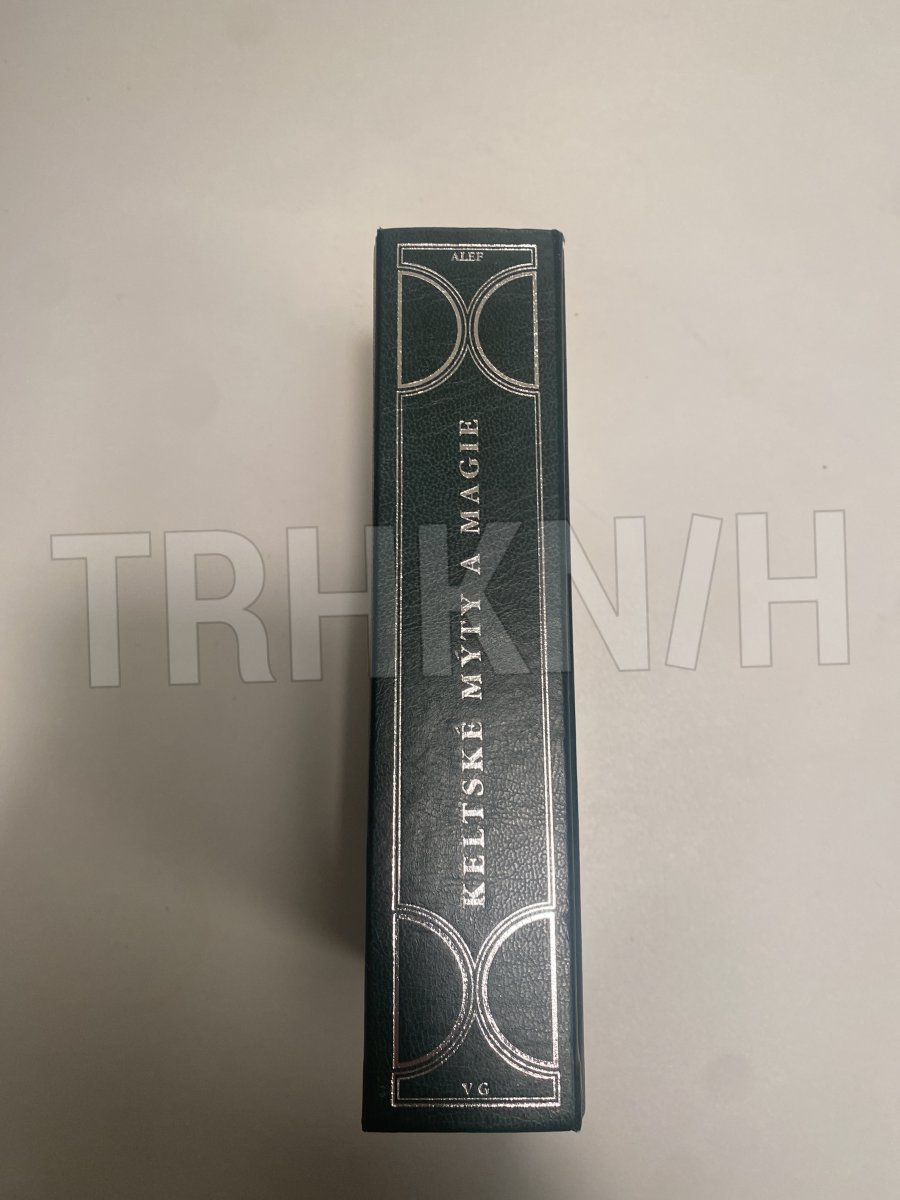 ALEF
KELTSKÉ MÝTY A MAGIE
VG
TRHKNIH